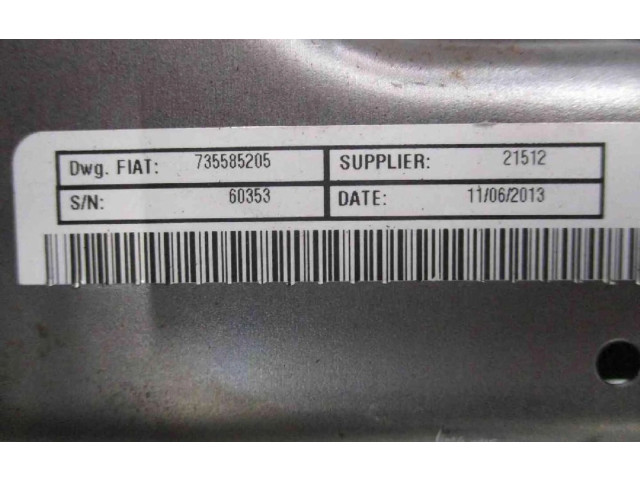 Dwg. FIAT: 735585205 SUPPLIER: 21512
S/N: 60353 DATE: 11/06/2013